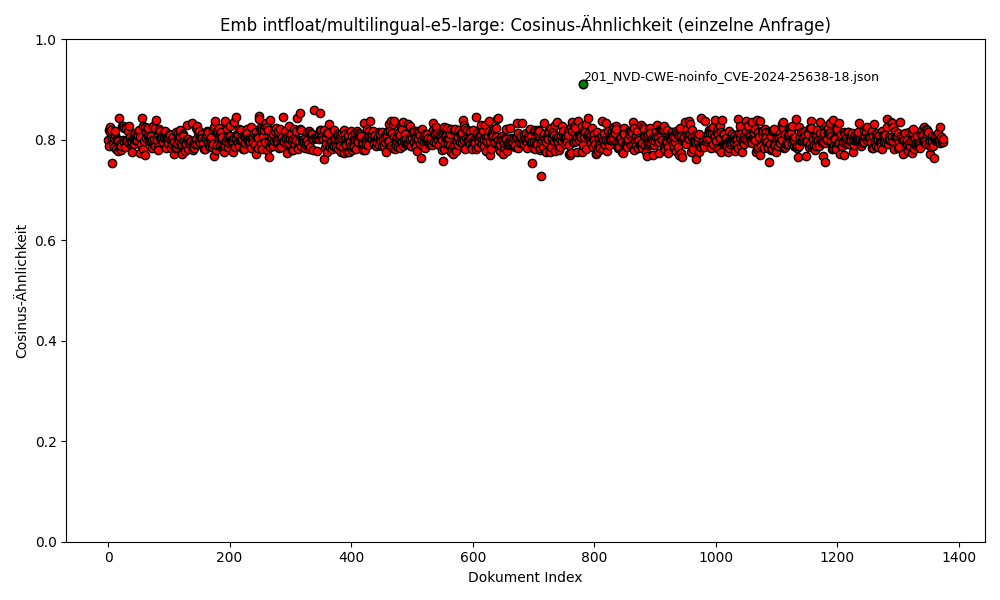 Emb intfloat/multilingual-e5-large: Cosinus-Ähnlichkeit (einzelne Anfrage)
1.0
201_NVD-CWE-noinfo_CVE-2024-25638-18.json
0.8
0.6
Cosinus-Ähnlichkeit
0.4
0.2
0.0
0 200 400 600 800 1000 1200 1400
Dokument Index